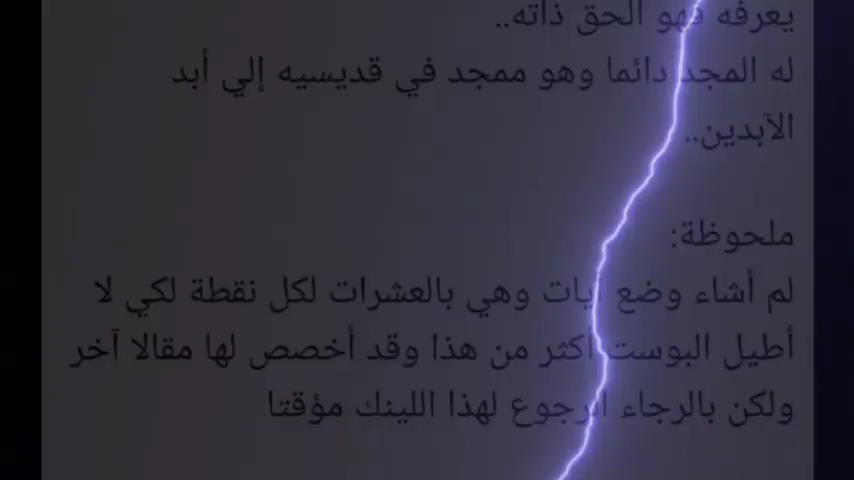 يعرفه فهو الحق ذاته..
له المجد دائما وهو ممجد في قديسيه إلي أبد
الآبدين..
ملحوظة:
لم أشاء وضع آيات وهي بالعشرات لكل نقطة لكي لا
أطيل البوست أكثر من هذا وقد أخصص لها مقالا آخر
ولكن بالرجاء الرجوع لهذا اللينك مؤقتا